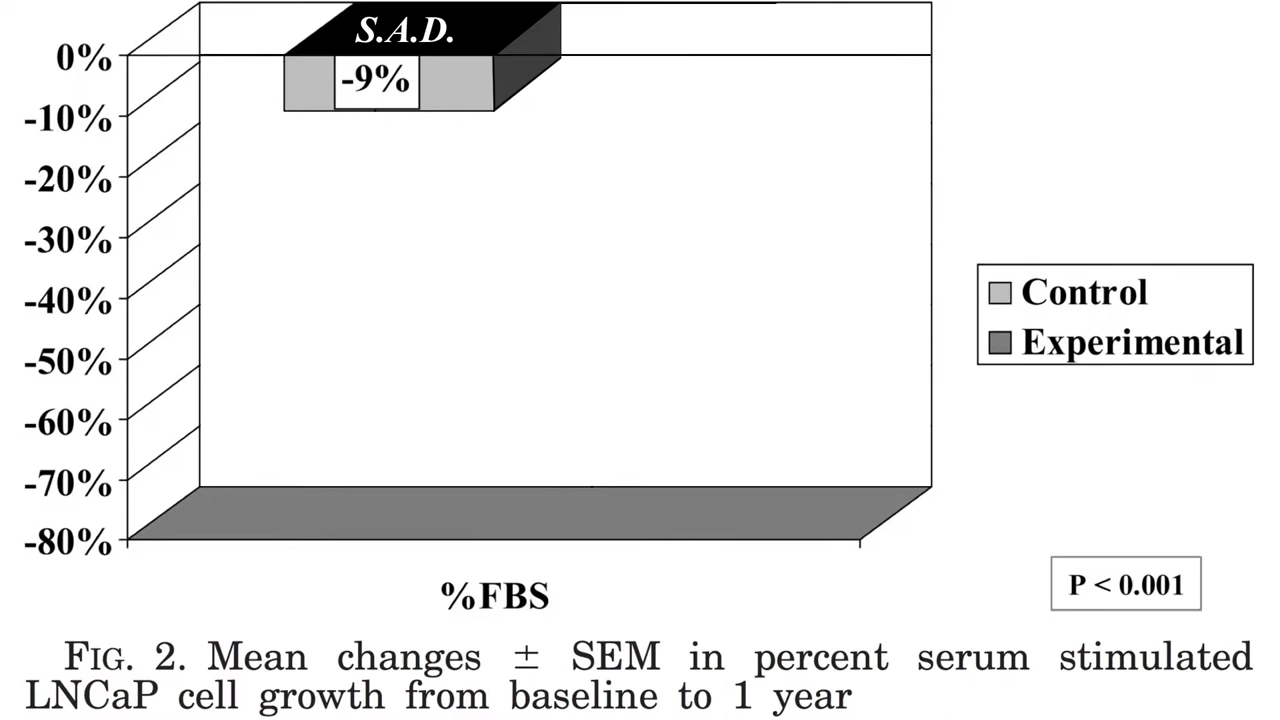 S.A.D.
-9%
0%
-10%
-20%
-30%
-40%
-50%
-60%
-70%
-80%
Control
Experimental
%FBS
P < 0.001
FIG. 2. Mean changes ± SEM in percent serum stimulated
LNCaP cell growth from baseline to 1 year